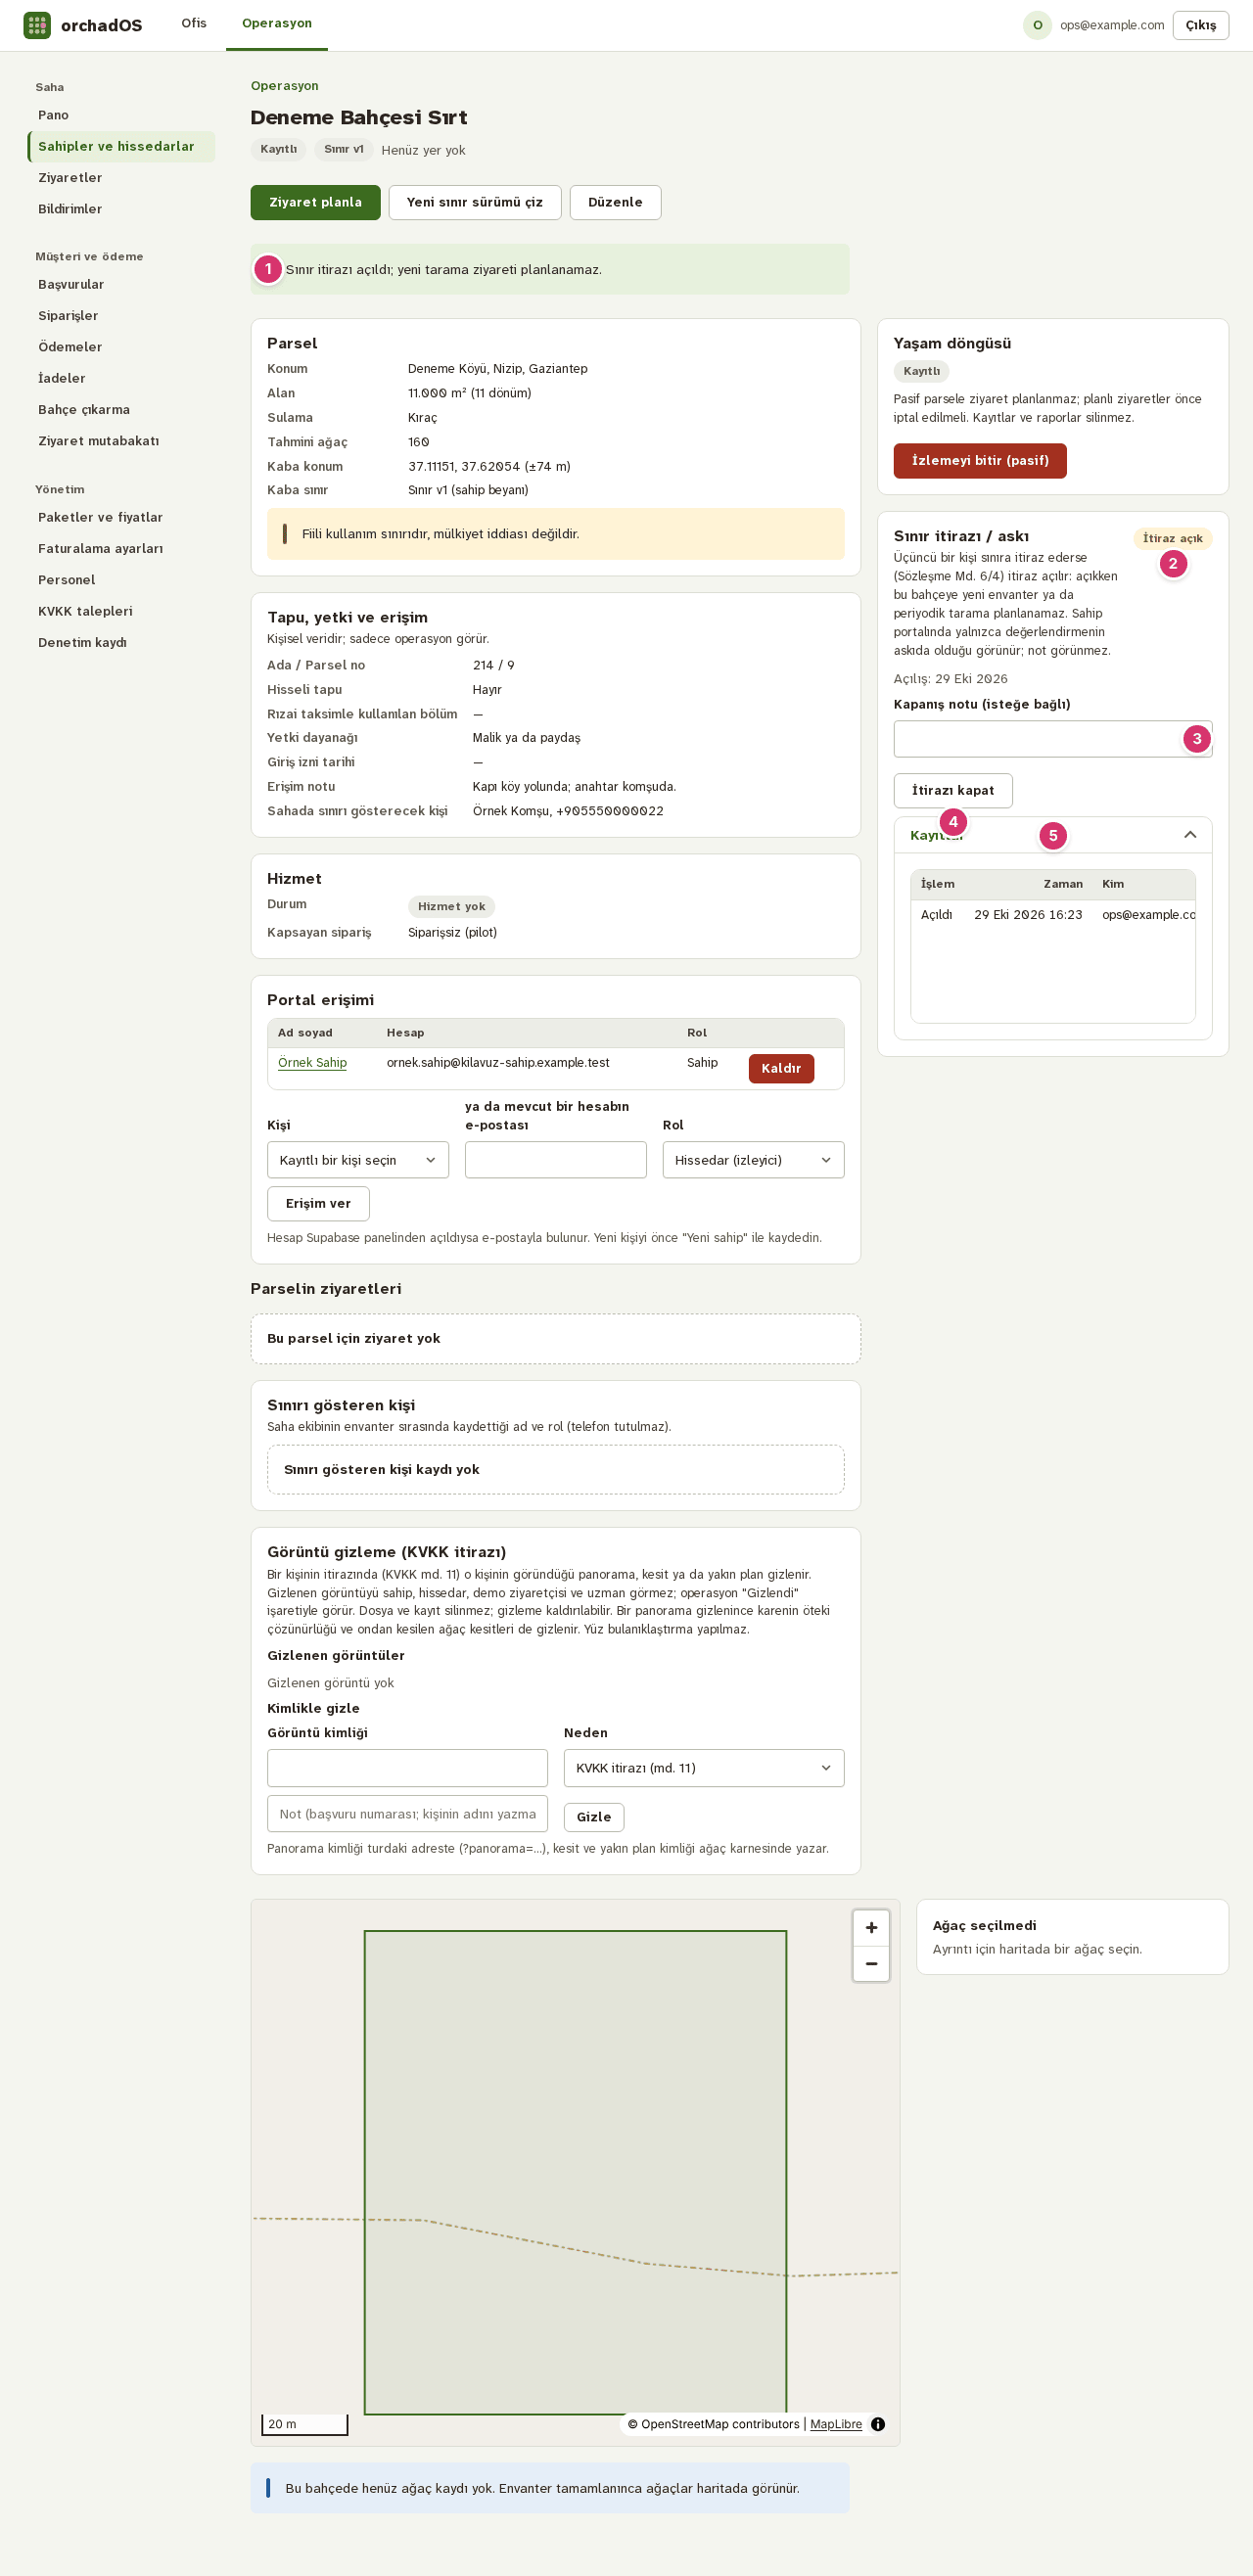 orchadOS
Ofis
Operasyon
O
ops@example.com
Çıkış
Saha
Pano
Sahipler ve hissedarlar
Ziyaretler
Bildirimler
Müşteri ve ödeme
Başvurular
Siparişler
Ödemeler
İadeler
Bahçe çıkarma
Ziyaret mutabakatı
Yönetim
Paketler ve fiyatlar
Faturalama ayarları
Personel
KVKK talepleri
Denetim kaydı
Operasyon
Deneme Bahçesi Sırt
Kayıtlı
Sınır v1
Henüz yer yok
Ziyaret planla
Yeni sınır sürümü çiz
Düzenle
1
Sınır itirazı açıldı; yeni tarama ziyareti planlanamaz.
Parsel
Konum
Deneme Köyü, Nizip, Gaziantep
Alan
11.000 m² (11 dönüm)
Sulama
Kıraç
Tahmini ağaç
160
Kaba konum
37.11151, 37.62054 (±74 m)
Kaba sınır
Sınır v1 (sahip beyanı)
Fiili kullanım sınırıdır, mülkiyet iddiası değildir.
Tapu, yetki ve erişim
Kişisel veridir; sadece operasyon görür.
Ada / Parsel no
214 / 9
Hisseli tapu
Hayır
Rızai taksimle kullanılan bölüm
—
Yetki dayanağı
Malik ya da paydaş
Giriş izni tarihi
—
Erişim notu
Kapı köy yolunda; anahtar komşuda.
Sahada sınırı gösterecek kişi
Örnek Komşu, +905550000022
Hizmet
Durum
Hizmet yok
Kapsayan sipariş
Siparişsiz (pilot)
Portal erişimi
Ad soyad
Hesap
Rol
Örnek Sahip
ornek.sahip@kilavuz-sahip.example.test
Sahip
Kaldır
Kişi
ya da mevcut bir hesabın
e-postası
Rol
Kayıtlı bir kişi seçin
Hissedar (izleyici)
Erişim ver
Hesap Supabase panelinden açıldıysa e-postayla bulunur. Yeni kişiyi önce "Yeni sahip" ile kaydedin.
Parselin ziyaretleri
Bu parsel için ziyaret yok
Sınırı gösteren kişi
Saha ekibinin envanter sırasında kaydettiği ad ve rol (telefon tutulmaz).
Sınırı gösteren kişi kaydı yok
Görüntü gizleme (KVKK itirazı)
Bir kişinin itirazında (KVKK md. 11) o kişinin göründüğü panorama, kesit ya da yakın plan gizlenir.
Gizlenen görüntüyü sahip, hissedar, demo ziyaretçisi ve uzman görmez; operasyon "Gizlendi"
işaretiyle görür. Dosya ve kayıt silinmez; gizleme kaldırılabilir. Bir panorama gizlenince karenin öteki
çözünürlüğü ve ondan kesilen ağaç kesitleri de gizlenir. Yüz bulanıklaştırma yapılmaz.
Gizlenen görüntüler
Gizlenen görüntü yok
Kimlikle gizle
Görüntü kimliği
Neden
KVKK itirazı (md. 11)
Not (başvuru numarası; kişinin adını yazma
Gizle
Panorama kimliği turdaki adreste (?panorama=…), kesit ve yakın plan kimliği ağaç karnesinde yazar.
Yaşam döngüsü
Kayıtlı
Pasif parsele ziyaret planlanmaz; planlı ziyaretler önce
iptal edilmeli. Kayıtlar ve raporlar silinmez.
İzlemeyi bitir (pasif)
Sınır itirazı / askı
İtiraz açık
2
Üçüncü bir kişi sınıra itiraz ederse
(Sözleşme Md. 6/4) itiraz açılır: açıkken
bu bahçeye yeni envanter ya da
periyodik tarama planlanamaz. Sahip
portalında yalnızca değerlendirmenin
askıda olduğu görünür; not görünmez.
Açılış: 29 Eki 2026
Kapanış notu (isteğe bağlı)
3
İtirazı kapat
4
5
İşlem
Zaman
Kim
Açıldı
29 Eki 2026 16:23
ops@example.co
+
−
20 m
© OpenStreetMap contributors | MapLibre
Ağaç seçilmedi
Ayrıntı için haritada bir ağaç seçin.
Bu bahçede henüz ağaç kaydı yok. Envanter tamamlanınca ağaçlar haritada görünür.